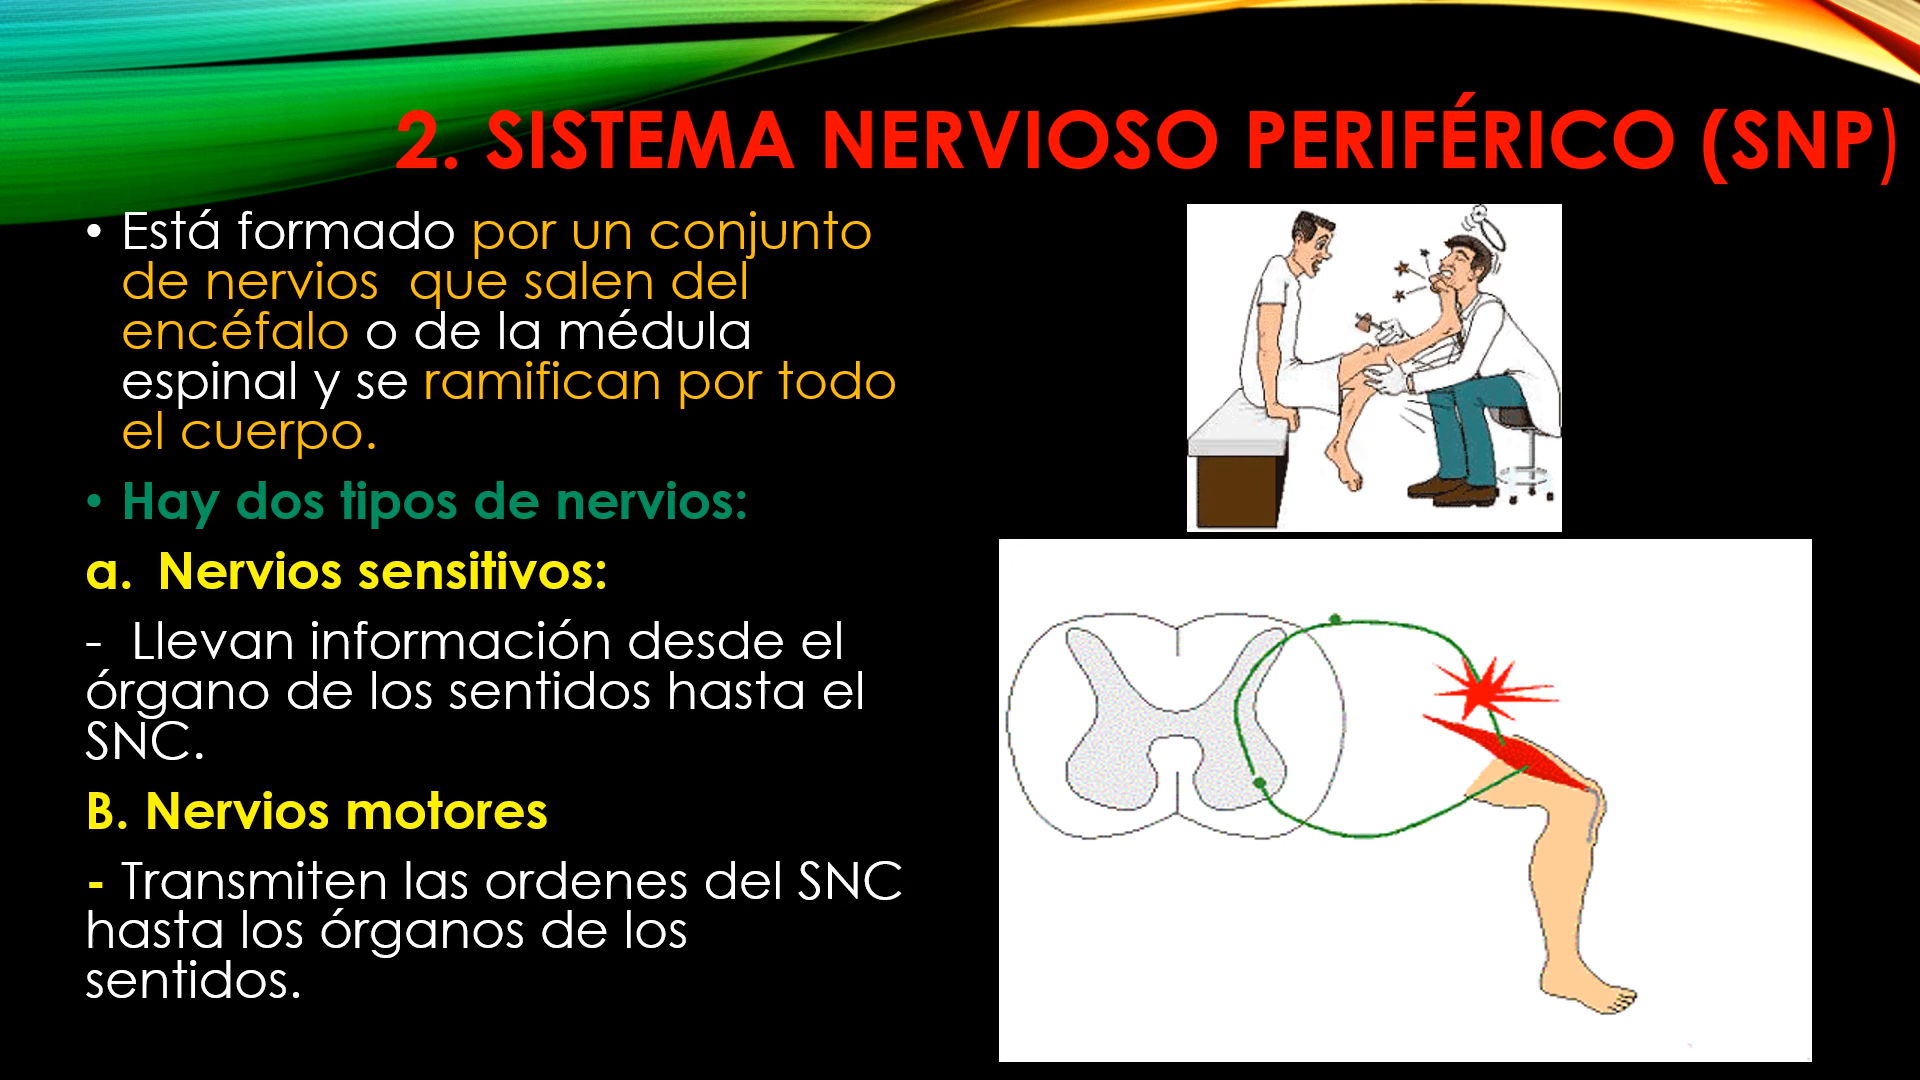 2. SISTEMA NERVIOSO PERIFÉRICO (SNP)
• Está formado por un conjunto
de nervios  que salen del
encéfalo o de la médula
espinal y se ramifican por todo
el cuerpo.
• Hay dos tipos de nervios:
a. Nervios sensitivos:
- Llevan información desde el
órgano de los sentidos hasta el
SNC.
B. Nervios motores
- Transmiten las ordenes del SNC
hasta los órganos de los
sentidos.